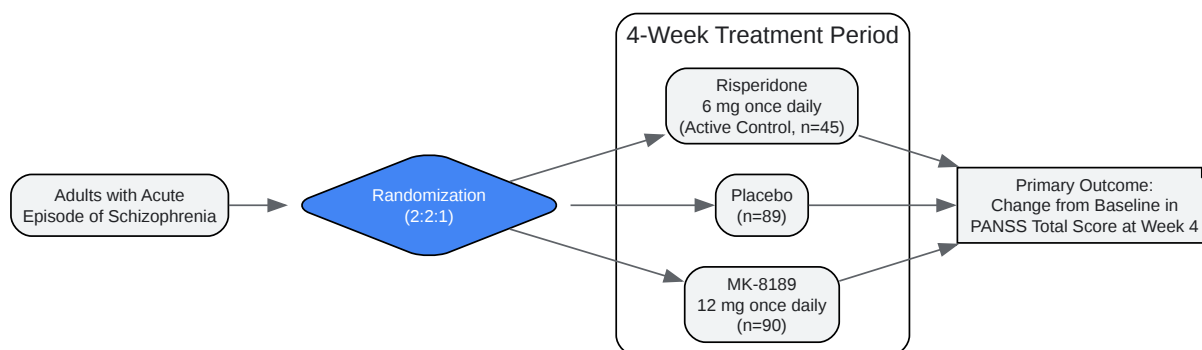 4-Week Treatment Period
Risperidone
6 mg once daily
(Active Control, n=45)
Adults with Acute
Episode of Schizophrenia
Randomization
(2:2:1)
Placebo
(n=89)
Primary Outcome:
Change from Baseline in
PANSS Total Score at Week 4
MK-8189
12 mg once daily
(n=90)